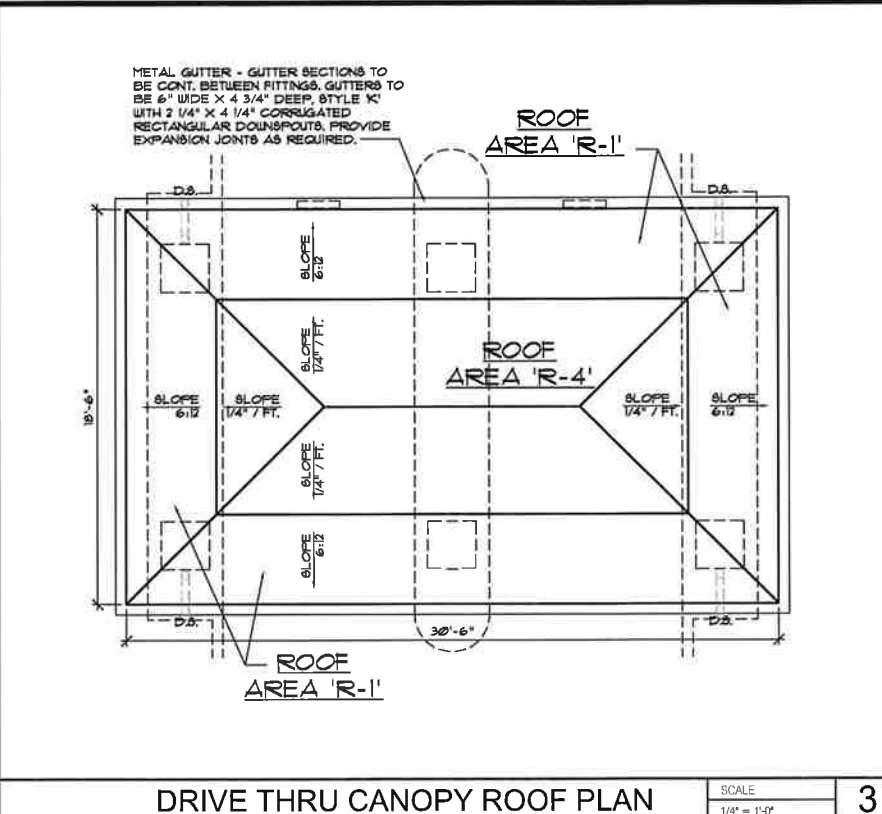 METAL GUTTER - GUTTER SECTIONS TO
BE CONT. BETWEEN FITTINGS. GUTTERS TO
BE 6" WIDE X 4 3/4" DEEP, STYLE 'K'
WITH 2 1/4" X 4 1/4" CORRUGATED
RECTANGULAR DOWNSPOUTS. PROVIDE
EXPANSION JOINTS AS REQUIRED.
ROOF
AREA 'R-1'
D.S.
D.S.
SLOPE
6:12
SLOPE
1/4" / FT.
ROOF
AREA 'R-4'
18'-6"
SLOPE
6:12
SLOPE
1/4" / FT.
SLOPE
1/4" / FT.
SLOPE
6:12
SLOPE
1/4" / FT.
SLOPE
6:12
D.S.
D.S.
30'-6"
ROOF
AREA 'R-1'
DRIVE THRU CANOPY ROOF PLAN
SCALE
1/4" = 1'-0"
3